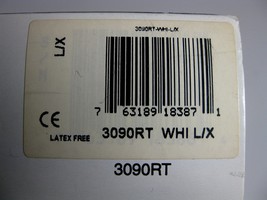 3090RT-WHI-L/X
L/X
7 63189 18387 1
CE
LATEX FREE
3090RT WHI L/X
3090RT